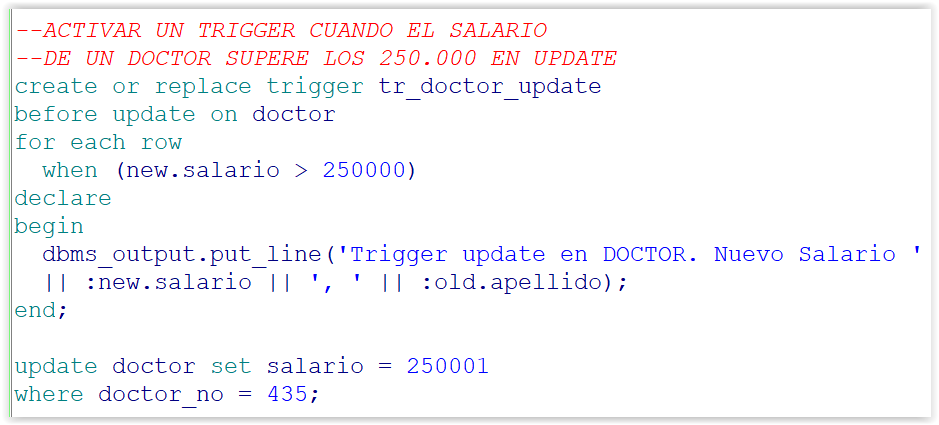 --ACTIVAR UN TRIGGER CUANDO EL SALARIO
--DE UN DOCTOR SUPERE LOS 250.000 EN UPDATE
create or replace trigger tr_doctor_update
before update on doctor
for each row
  when (new.salario > 250000)
declare
begin
  dbms_output.put_line('Trigger update en DOCTOR. Nuevo Salario '
  || :new.salario || ', ' || :old.apellido);
end;

update doctor set salario = 250001
where doctor_no = 435;